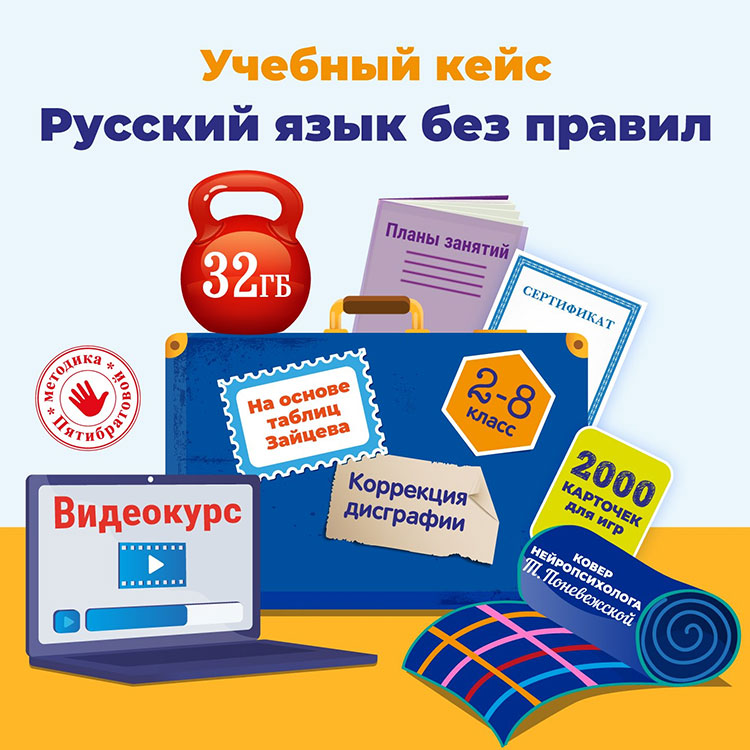 Учебный кейс
Русский язык без правил
Планы занятий
32ГБ
СЕРТИФИКАТ
методика
Пятибратовой
На основе
таблиц
Зайцева
2-8
класс
Коррекция
дисграфии
2000
КАРТОЧЕК
для игр
Видеокурс
КОВЕР
НЕЙРОПСИХОЛОГА
Т. Поневежской